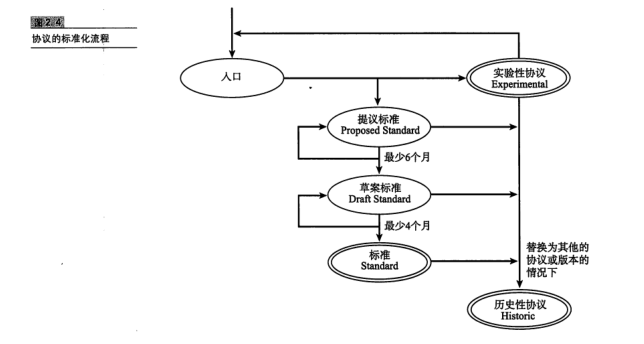 图2.4
协议的标准化流程
入口
实验性协议
Experimental
提议标准
Proposed Standard
最少6个月
草案标准
Draft Standard
最少4个月
标准
Standard
替换为其他的
协议或版本的
情况下
历史性协议
Historic